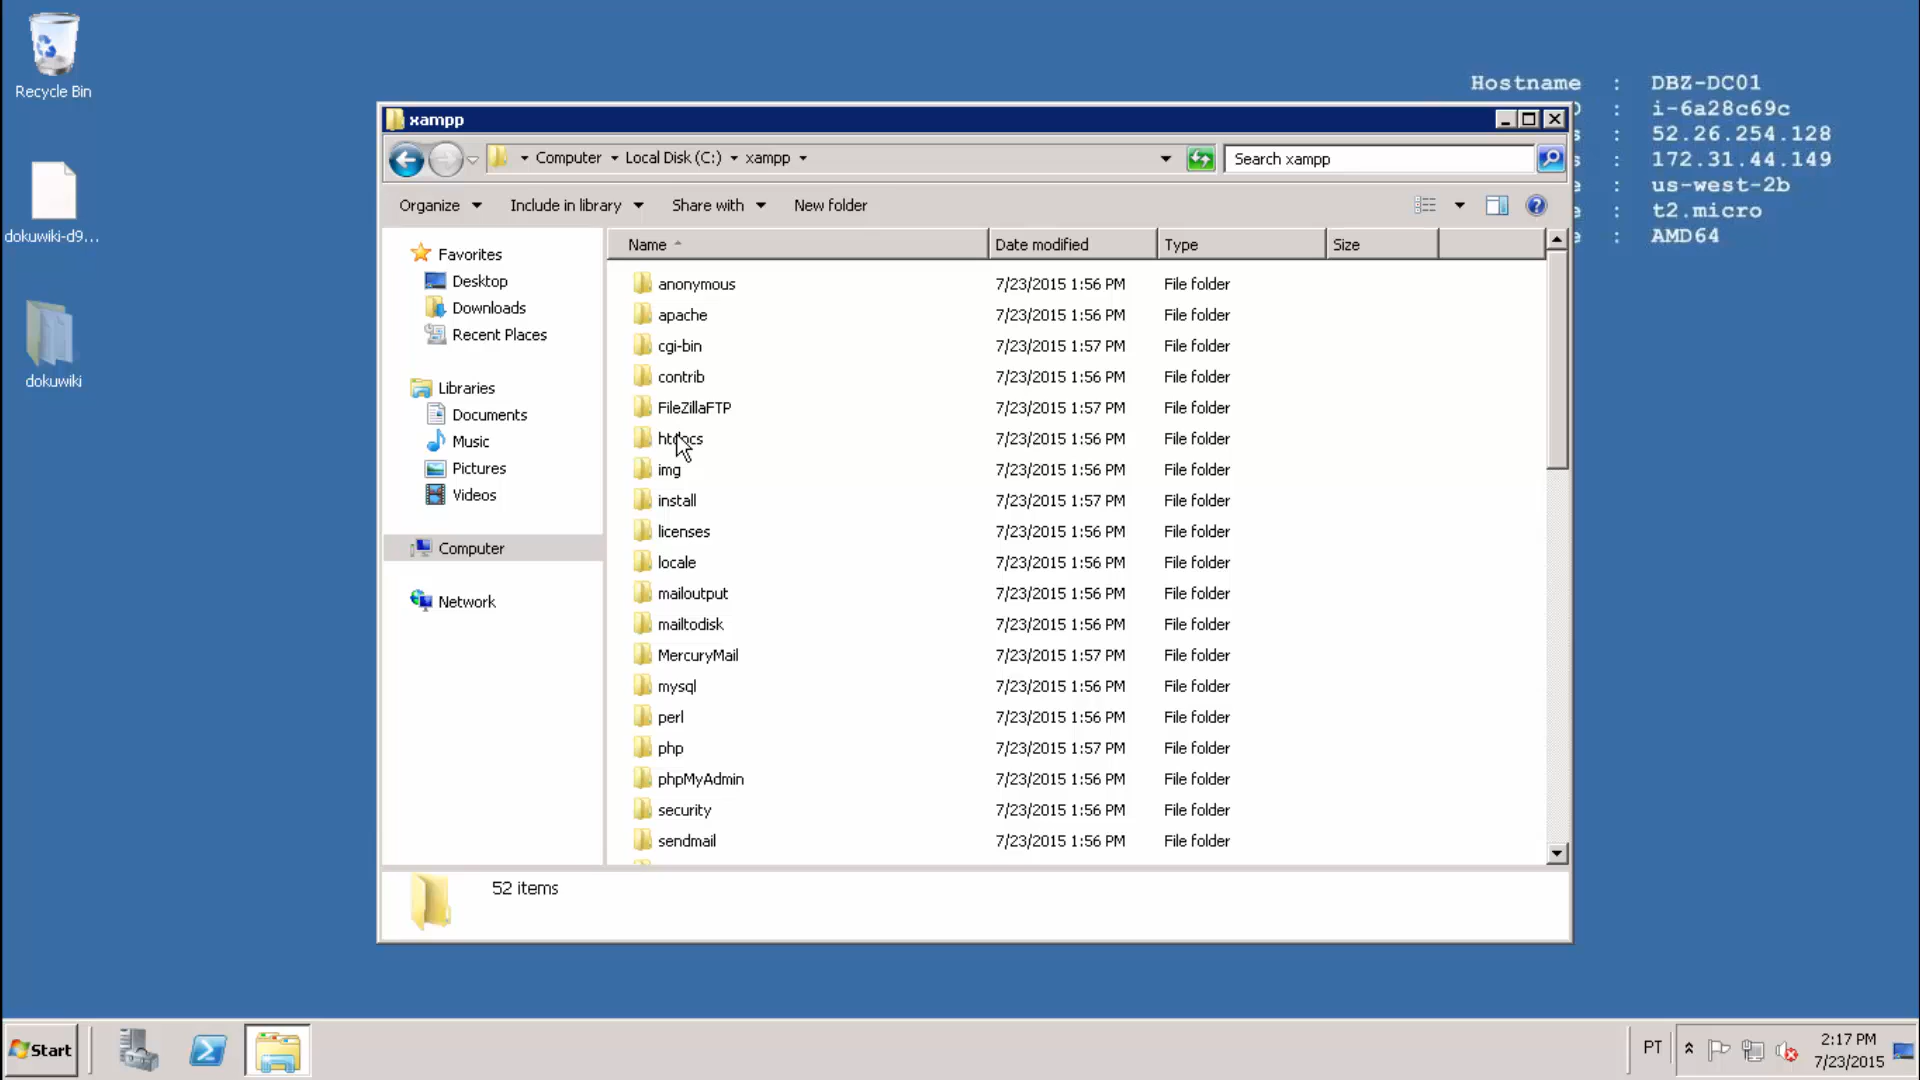 Recycle Bin
dokuwiki-d9...
dokuwiki
Hostname : DBZ-DC01
: i-6a28c69c
: 52.26.254.128
: 172.31.44.149
: us-west-2b
: t2.micro
: AMD64
xampp
Computer Local Disk (C:) xampp
Search xampp
Organize Include in library Share with New folder
Favorites
Desktop
Downloads
Recent Places
Libraries
Documents
Music
Pictures
Videos
Computer
Network
Name Date modified Type Size
anonymous 7/23/2015 1:56 PM File folder
apache 7/23/2015 1:56 PM File folder
cgi-bin 7/23/2015 1:57 PM File folder
contrib 7/23/2015 1:56 PM File folder
FileZillaFTP 7/23/2015 1:57 PM File folder
htdocs 7/23/2015 1:56 PM File folder
img 7/23/2015 1:56 PM File folder
install 7/23/2015 1:57 PM File folder
licenses 7/23/2015 1:56 PM File folder
locale 7/23/2015 1:56 PM File folder
mailoutput 7/23/2015 1:56 PM File folder
mailtodisk 7/23/2015 1:56 PM File folder
MercuryMail 7/23/2015 1:57 PM File folder
mysql 7/23/2015 1:56 PM File folder
perl 7/23/2015 1:56 PM File folder
php 7/23/2015 1:57 PM File folder
phpMyAdmin 7/23/2015 1:56 PM File folder
security 7/23/2015 1:56 PM File folder
sendmail 7/23/2015 1:56 PM File folder
52 items
Start
PT
2:17 PM
7/23/2015